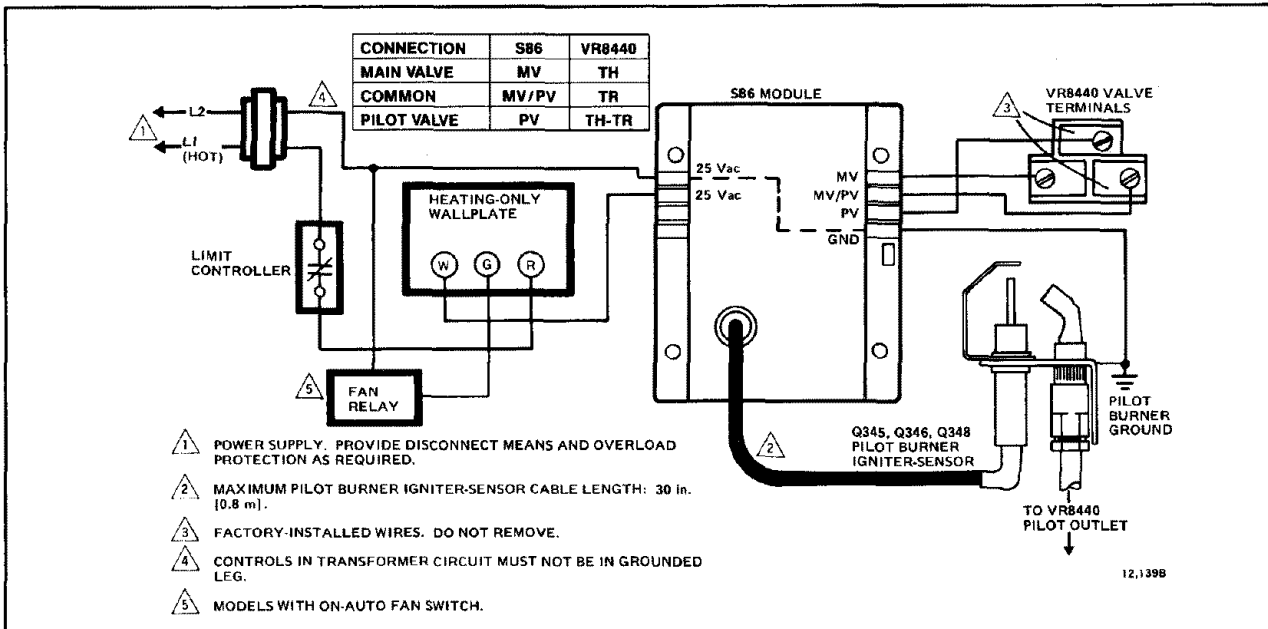 CONNECTION S86 VR8440
MAIN VALVE MV TH
COMMON MV/PV TR
PILOT VALVE PV TH-TR
4
L2
1
L1
(HOT)
S86 MODULE
3
VR8440 VALVE
TERMINALS
25 Vac
25 Vac
MV
MV/PV
PV
GND
HEATING-ONLY
WALLPLATE
W G R
LIMIT
CONTROLLER
5
FAN
RELAY
2
Q345, Q346, Q348
PILOT BURNER
IGNITER-SENSOR
PILOT
BURNER
GROUND
TO VR8440
PILOT OUTLET
1 POWER SUPPLY. PROVIDE DISCONNECT MEANS AND OVERLOAD
PROTECTION AS REQUIRED.
2 MAXIMUM PILOT BURNER IGNITER-SENSOR CABLE LENGTH: 30 in.
[0.8 m].
3 FACTORY-INSTALLED WIRES. DO NOT REMOVE.
4 CONTROLS IN TRANSFORMER CIRCUIT MUST NOT BE IN GROUNDED
LEG.
5 MODELS WITH ON-AUTO FAN SWITCH.
12,139B